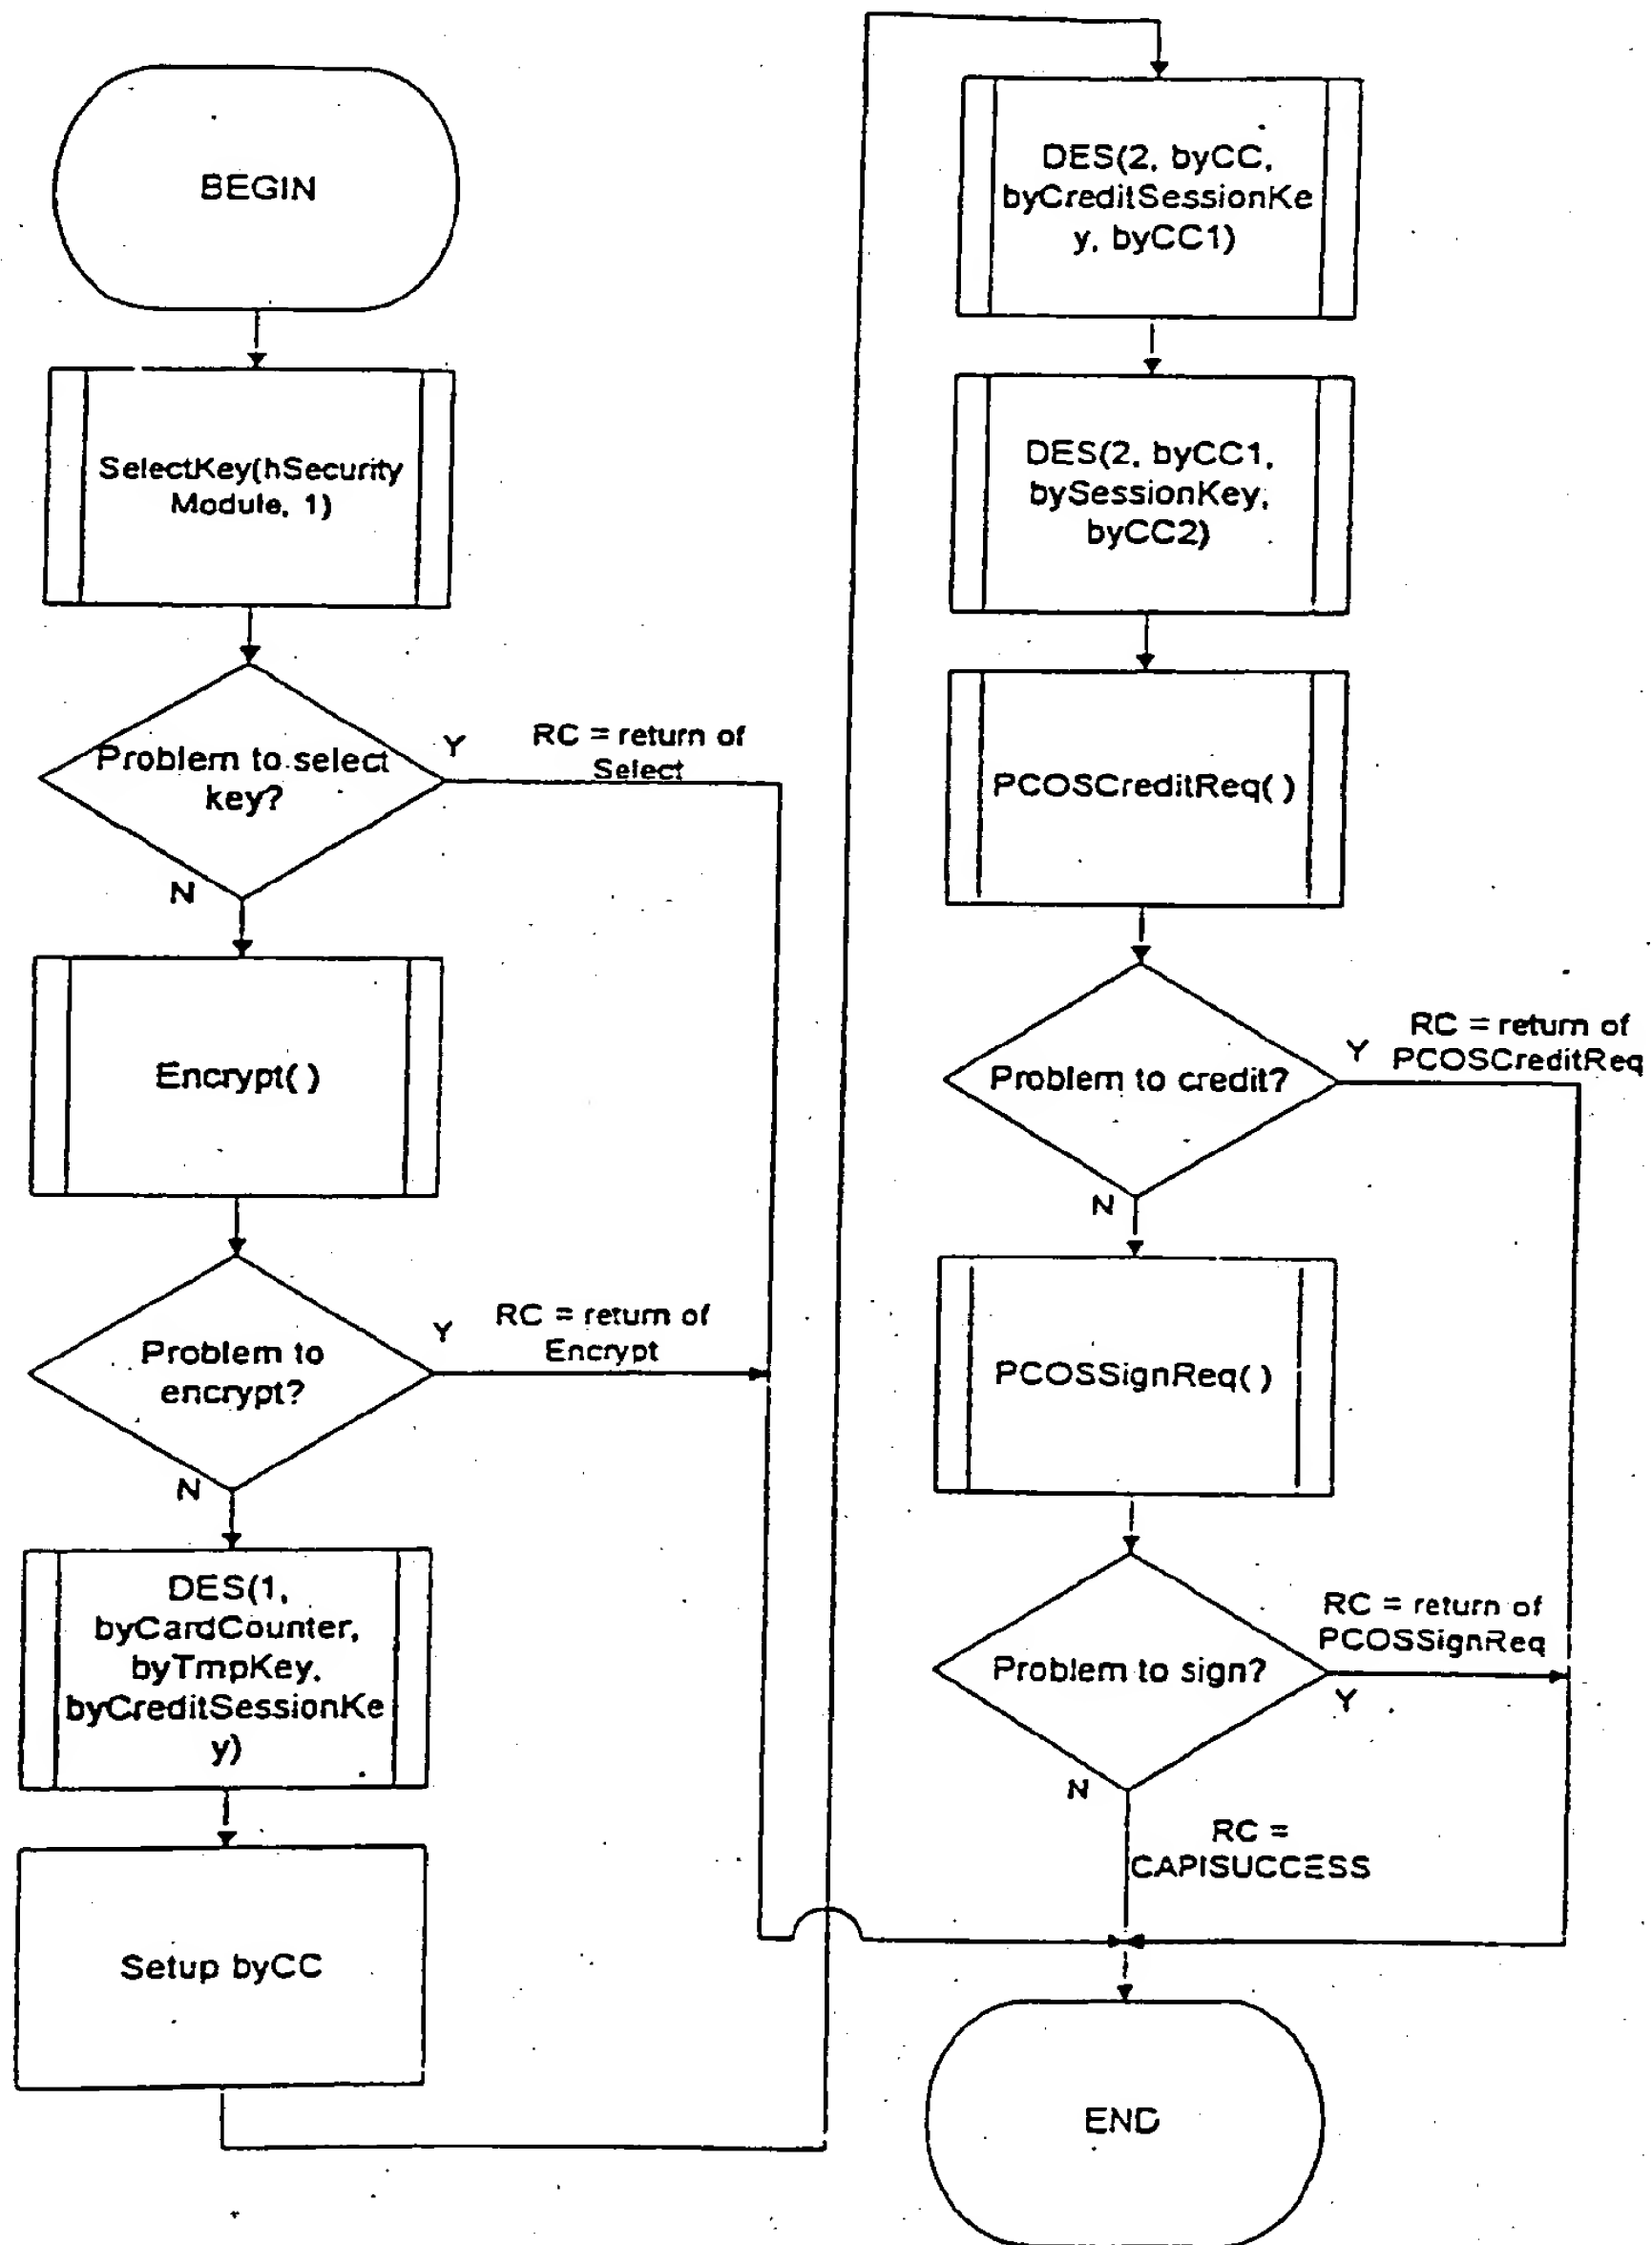 BEGIN
SelectKey(hSecurity
Module, 1)
Problem to select
key?
Y
RC = return of
Select
N
Encrypt( )
Problem to
encrypt?
Y
RC = return of
Encrypt
N
DES(1,
byCardCounter,
byTmpKey,
byCreditSessionKe
y)
Setup byCC
DES(2, byCC,
byCreditSessionKe
y, byCC1)
DES(2, byCC1,
bySessionKey,
byCC2)
PCOSCreditReq( )
Problem to credit?
Y
RC = return of
PCOSCreditReq
N
PCOSSignReq( )
Problem to sign?
RC = return of
PCOSSignReq
Y
N
RC =
CAPISUCCESS
END